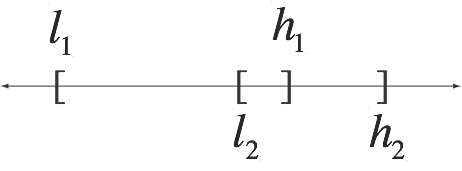 l₁ h₁
[ [ ] ]
l₂ h₂